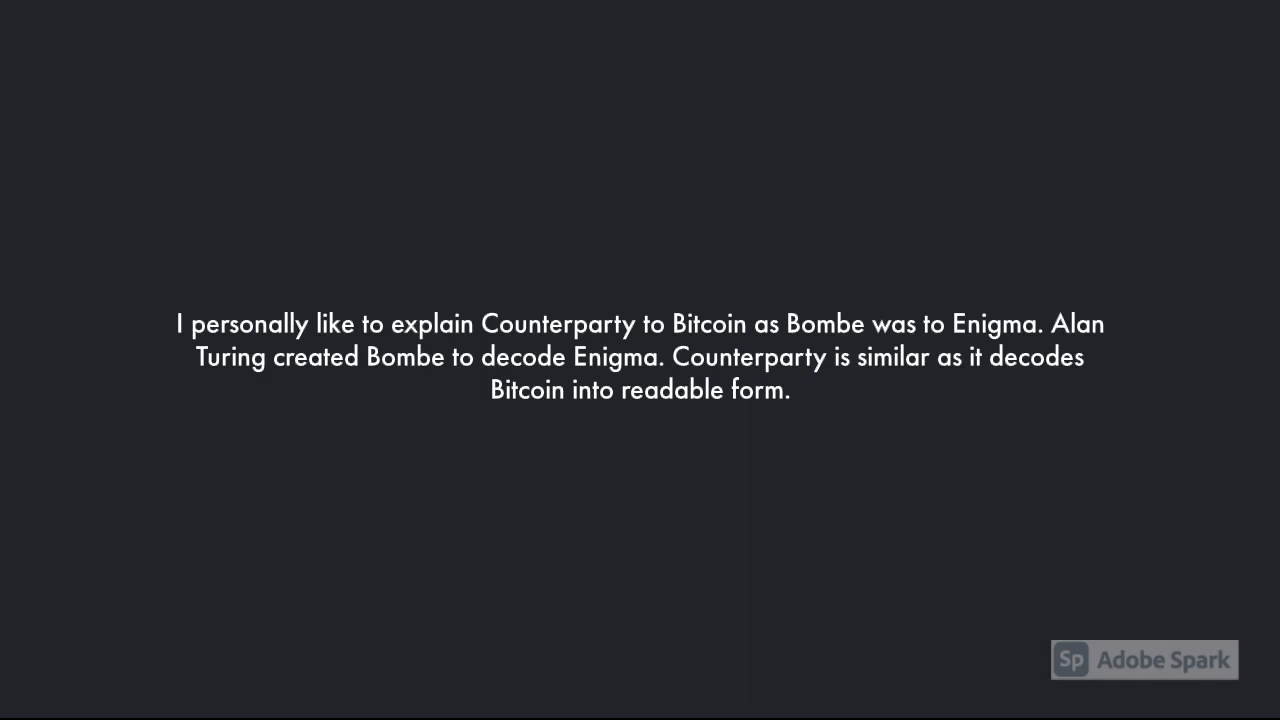 I personally like to explain Counterparty to Bitcoin as Bombe was to Enigma. Alan
Turing created Bombe to decode Enigma. Counterparty is similar as it decodes
Bitcoin into readable form.
Sp Adobe Spark